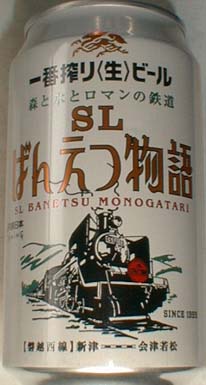 一番搾り〈生〉ビール
森と水とロマンの鉄道
SL
ばんえつ物語
SL BANETSU MONOGATARI
SINCE 1999
【磐越西線】新津━━会津若松